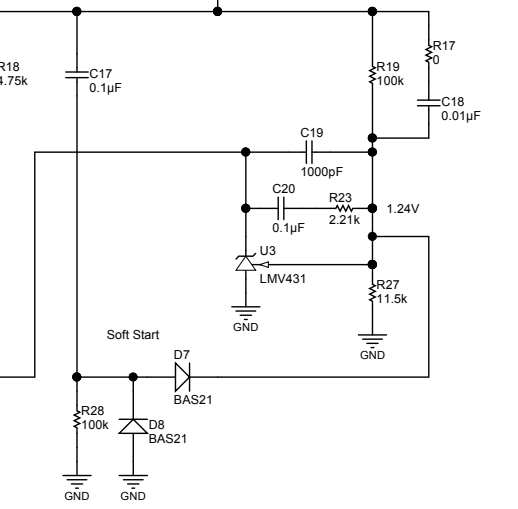 R17
0
R18
4.75k
C17
0.1µF
R19
100k
C18
0.01µF
C19
1000pF
C20
0.1µF
R23
2.21k
1.24V
U3
LMV431
R27
11.5k
GND
GND
Soft Start
D7
BAS21
R28
100k
D8
BAS21
GND
GND